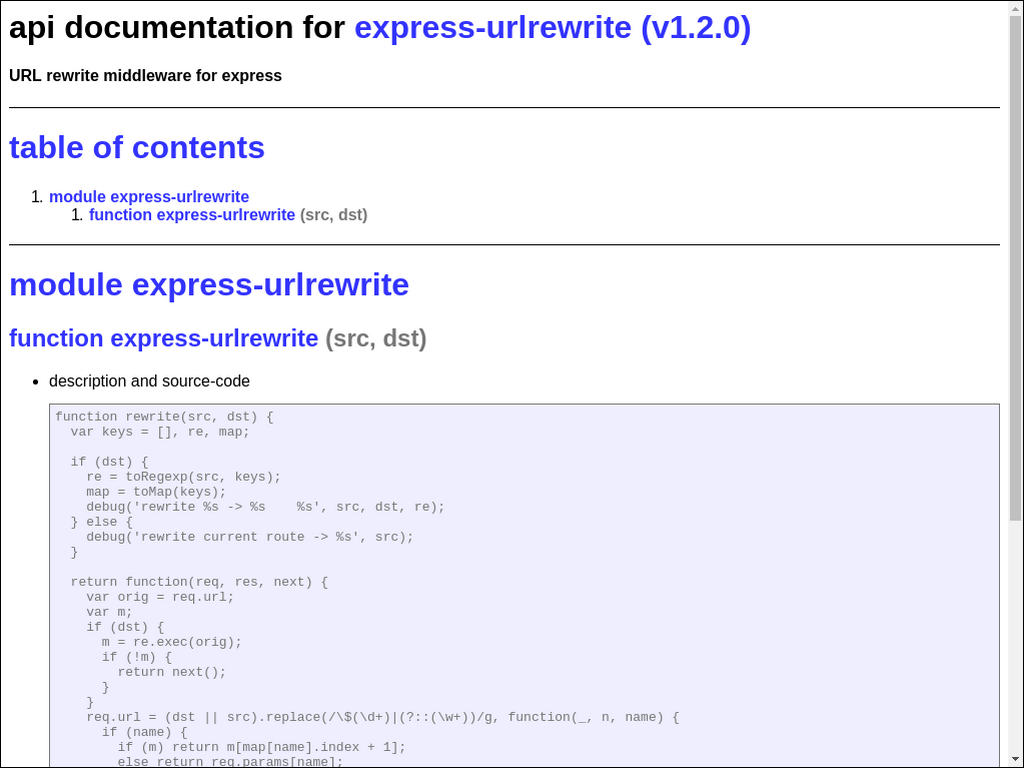 api documentation for express-urlrewrite (v1.2.0)
URL rewrite middleware for express
table of contents
1. module express-urlrewrite
1. function express-urlrewrite (src, dst)
module express-urlrewrite
function express-urlrewrite (src, dst)
• description and source-code
function rewrite(src, dst) {
  var keys = [], re, map;
  if (dst) {
    re = toRegexp(src, keys);
    map = toMap(keys);
    debug('rewrite %s -> %s    %s', src, dst, re);
  } else {
    debug('rewrite current route -> %s', src);
  }
  return function(req, res, next) {
    var orig = req.url;
    var m;
    if (dst) {
      m = re.exec(orig);
      if (!m) {
        return next();
      }
    }
    req.url = (dst || src).replace(/\$(\d+)|(?::(\w+))/g, function(_, n, name) {
      if (name) {
        if (m) return m[map[name].index + 1];
        else return req.params[name];